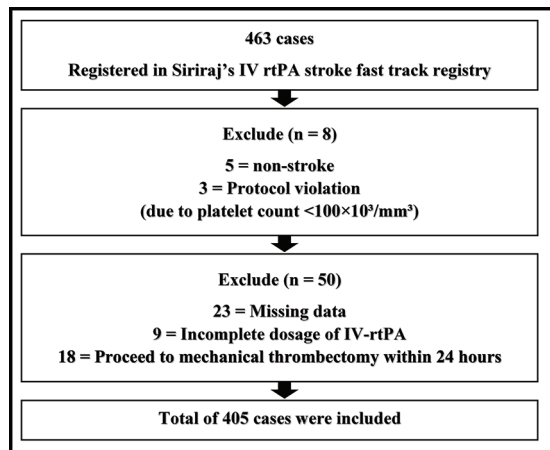 463 cases
Registered in Siriraj's IV rtPA stroke fast track registry
Exclude (n = 8)
5 = non-stroke
3 = Protocol violation
(due to platelet count <100×10³/mm³)
Exclude (n = 50)
23 = Missing data
9 = Incomplete dosage of IV-rtPA
18 = Proceed to mechanical thrombectomy within 24 hours
Total of 405 cases were included